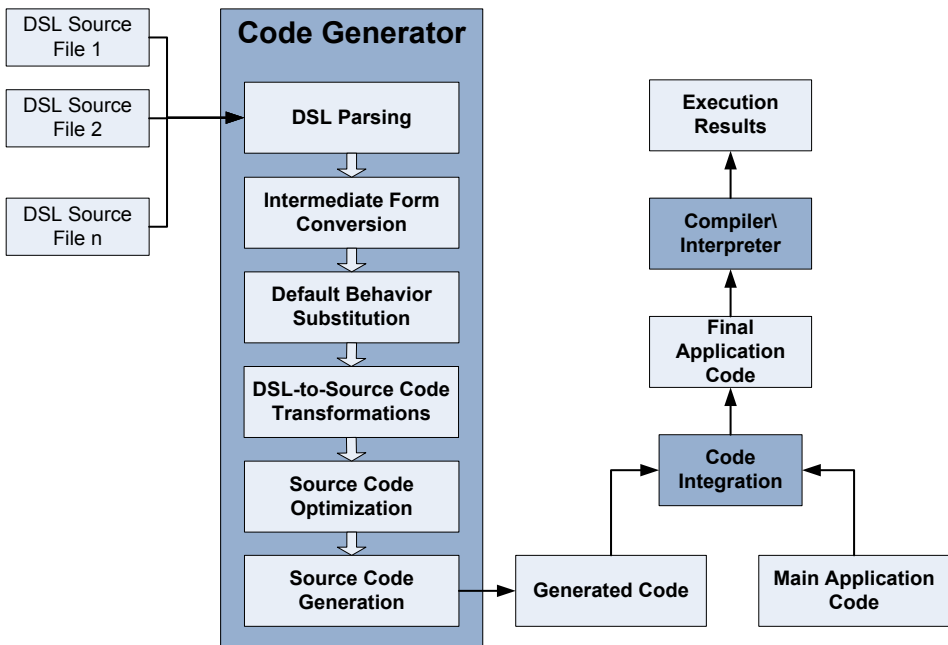 DSL Source
File 1
DSL Source
File 2
DSL Source
File n
Code Generator
DSL Parsing
Intermediate Form
Conversion
Default Behavior
Substitution
DSL-to-Source Code
Transformations
Source Code
Optimization
Source Code
Generation
Execution
Results
Compiler\
Interpreter
Final
Application
Code
Code
Integration
Generated Code
Main Application
Code